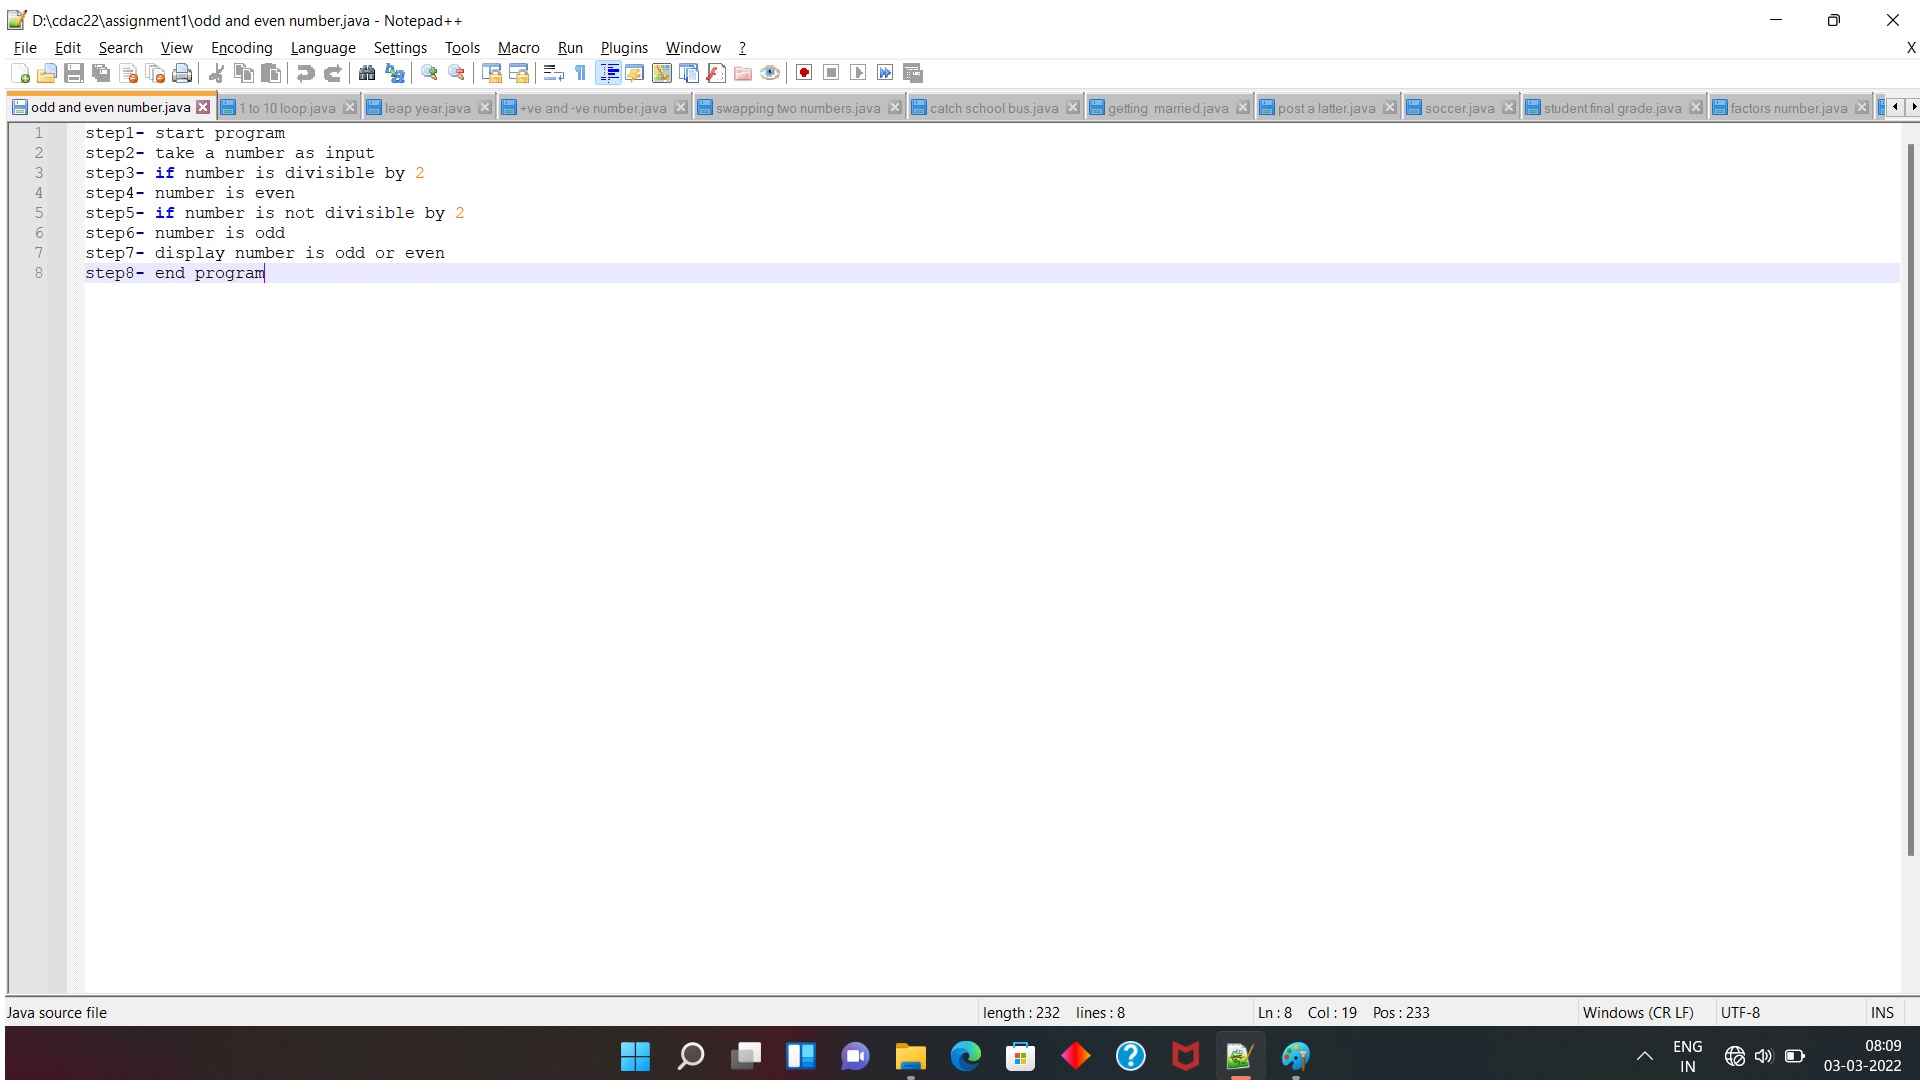 D:\cdac22\assignment1\odd and even number.java - Notepad++
File Edit Search View Encoding Language Settings Tools Macro Run Plugins Window ? X
odd and even number.java 1 to 10 loop.java leap year.java +ve and -ve number.java swapping two numbers.java catch school bus.java getting married.java post a latter.java soccer.java student final grade.java factors number.java
1 step1- start program
2 step2- take a number as input
3 step3- if number is divisible by 2
4 step4- number is even
5 step5- if number is not divisible by 2
6 step6- number is odd
7 step7- display number is odd or even
8 step8- end program
Java source file length : 232 lines : 8 Ln : 8 Col : 19 Pos : 233 Windows (CR LF) UTF-8 INS
ENG 08:09
IN 03-03-2022